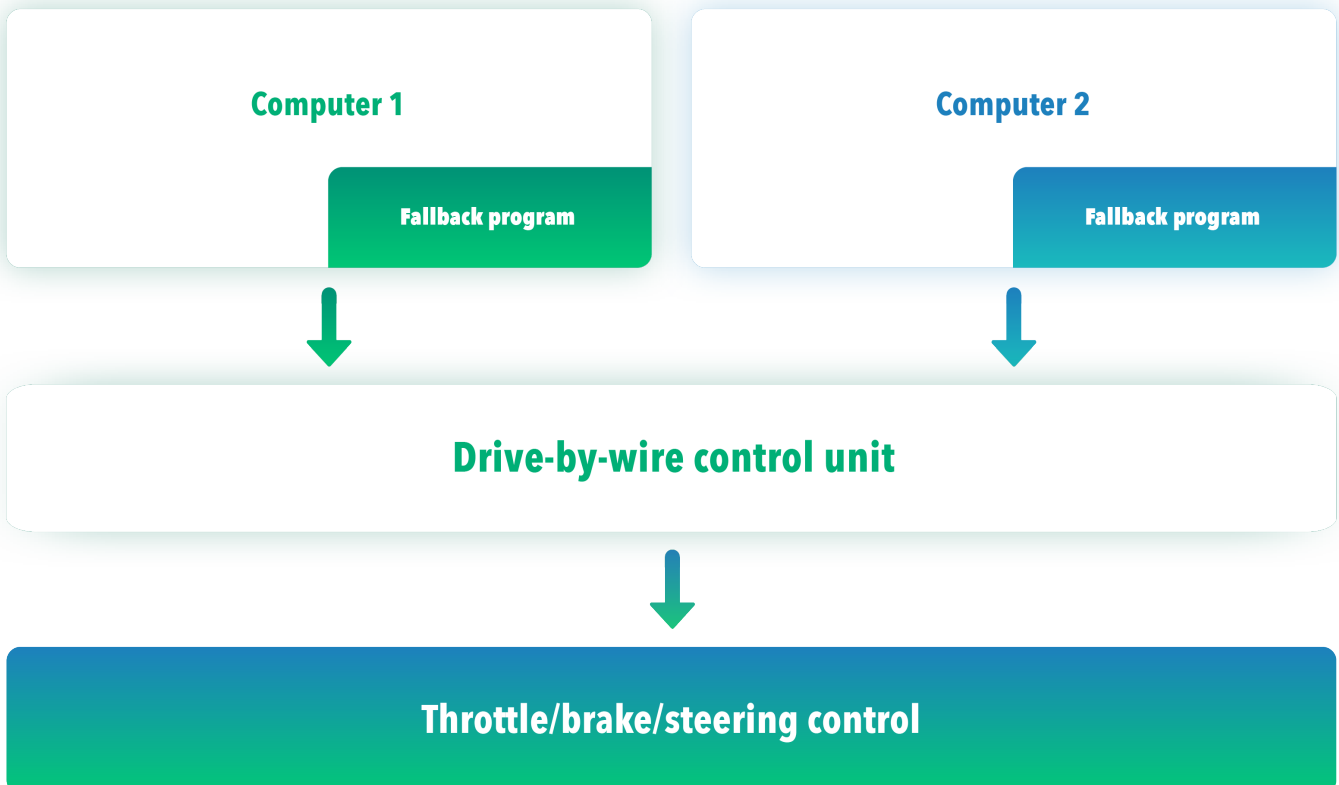 Computer 1
Computer 2
Fallback program
Fallback program
Drive-by-wire control unit
Throttle/brake/steering control